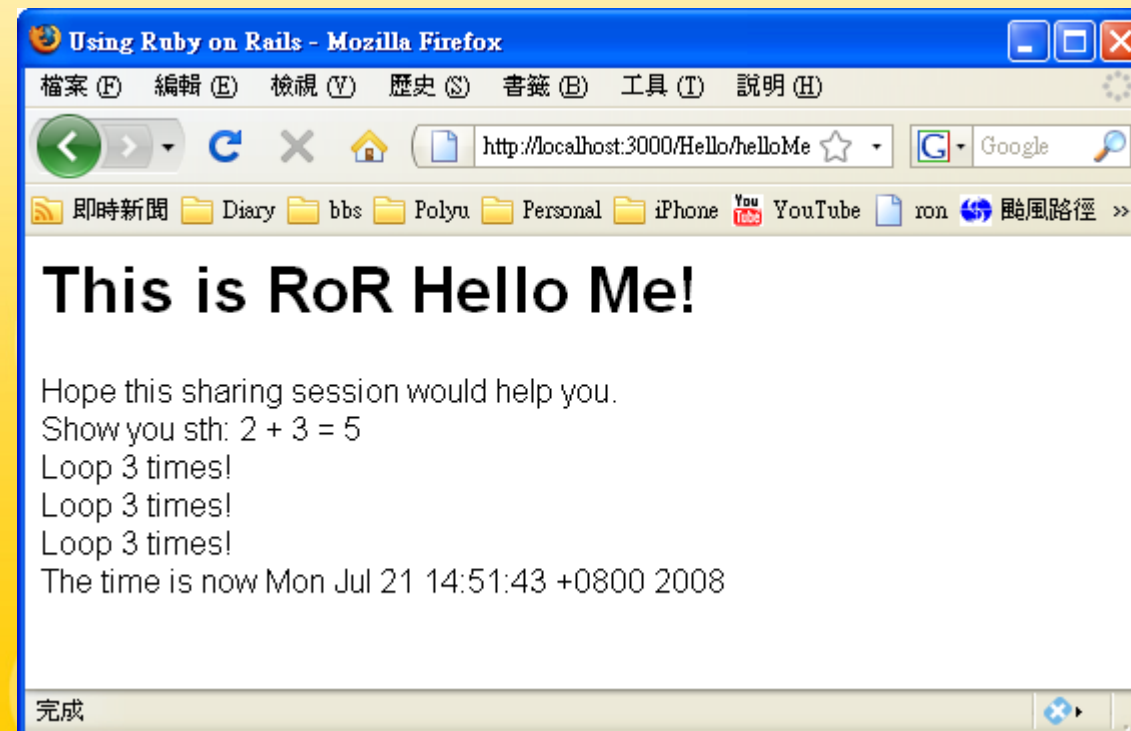 Using Ruby on Rails - Mozilla Firefox
檔案 (F) 編輯 (E) 檢視 (V) 歷史 (S) 書籤 (B) 工具 (T) 說明 (H)
http://localhost:3000/Hello/helloMe G Google
即時新聞 Diary bbs Polyu Personal iPhone You Tube YouTube ron 颱風路徑 »
This is RoR Hello Me!
Hope this sharing session would help you.
Show you sth: 2 + 3 = 5
Loop 3 times!
Loop 3 times!
Loop 3 times!
The time is now Mon Jul 21 14:51:43 +0800 2008
完成